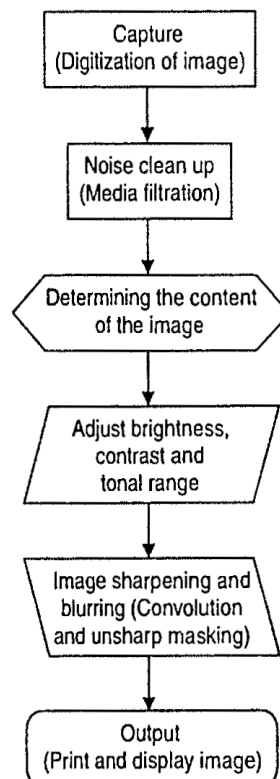 Capture
(Digitization of image)
Noise clean up
(Media filtration)
Determining the content
of the image
Adjust brightness,
contrast and
tonal range
Image sharpening and
blurring (Convolution
and unsharp masking)
Output
(Print and display image)